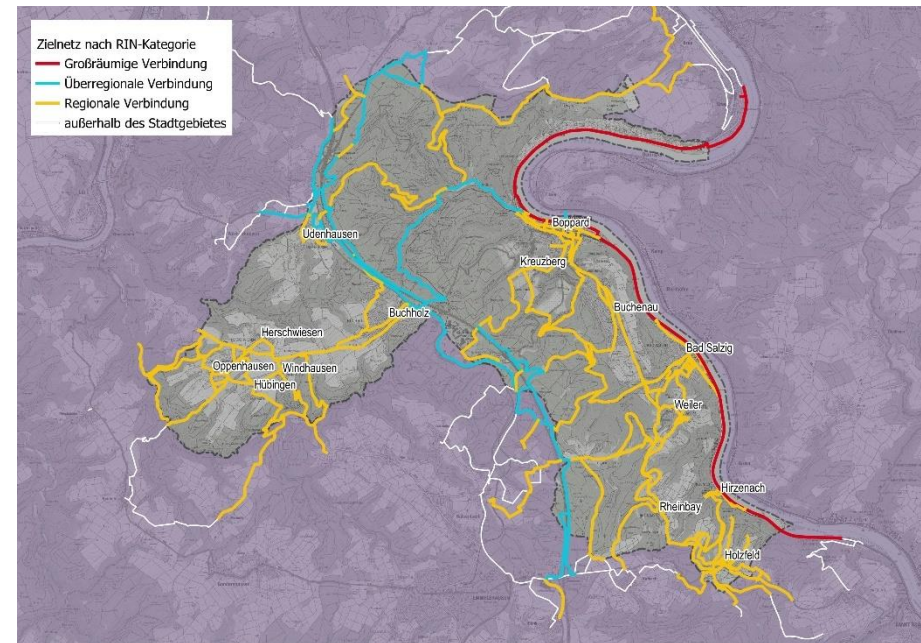 Zielnetz nach RIN-Kategorie
Großräumige Verbindung
Überregionale Verbindung
Regionale Verbindung
außerhalb des Stadtgebietes
Boppard
Udenhausen
Kreuzberg
Buchenau
Buchholz
Herschwiesen
Bad Salzig
Oppenhausen
Windhausen
Hübingen
Weiler
Hirzenach
Rheinbay
Holzfeld